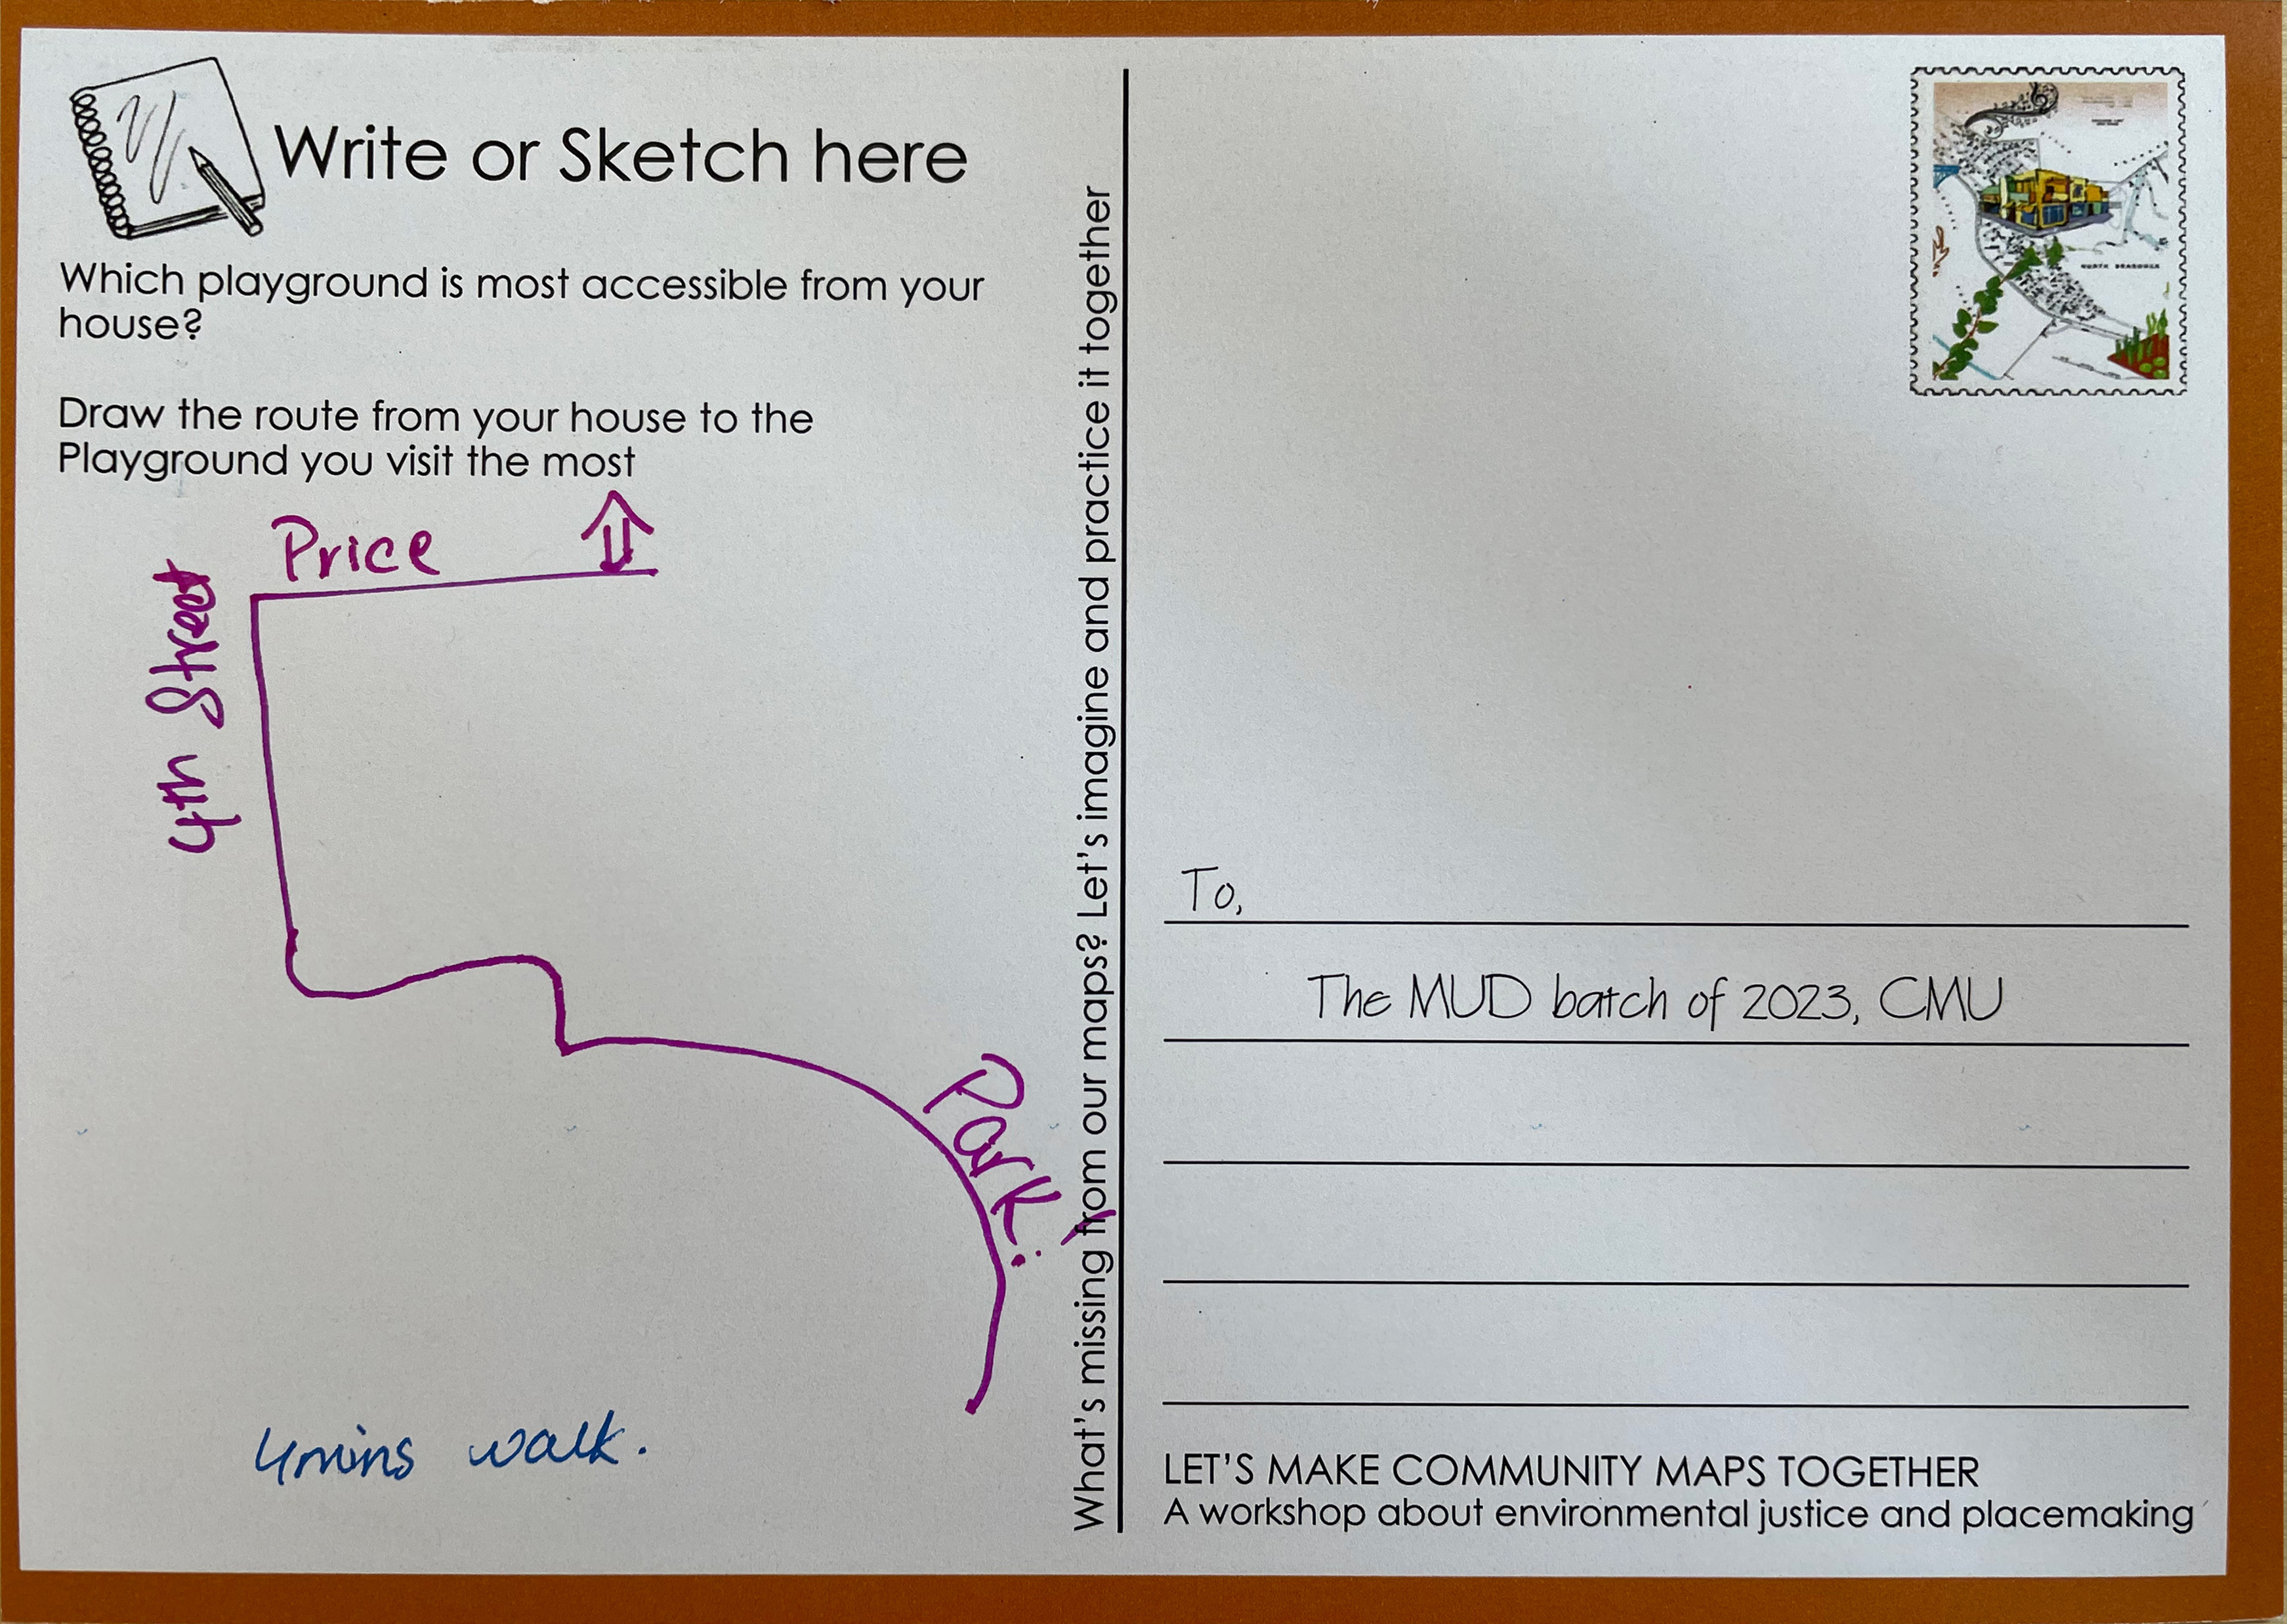 Write or Sketch here
Which playground is most accessible from your
house?
Draw the route from your house to the
Playground you visit the most
Price
4th Street
Park!
4mins walk.
What's missing from our maps? Let's imagine and practice it together
NORTH BRADDOCK
To,
The MUD batch of 2023, CMU
LET'S MAKE COMMUNITY MAPS TOGETHER
A workshop about environmental justice and placemaking